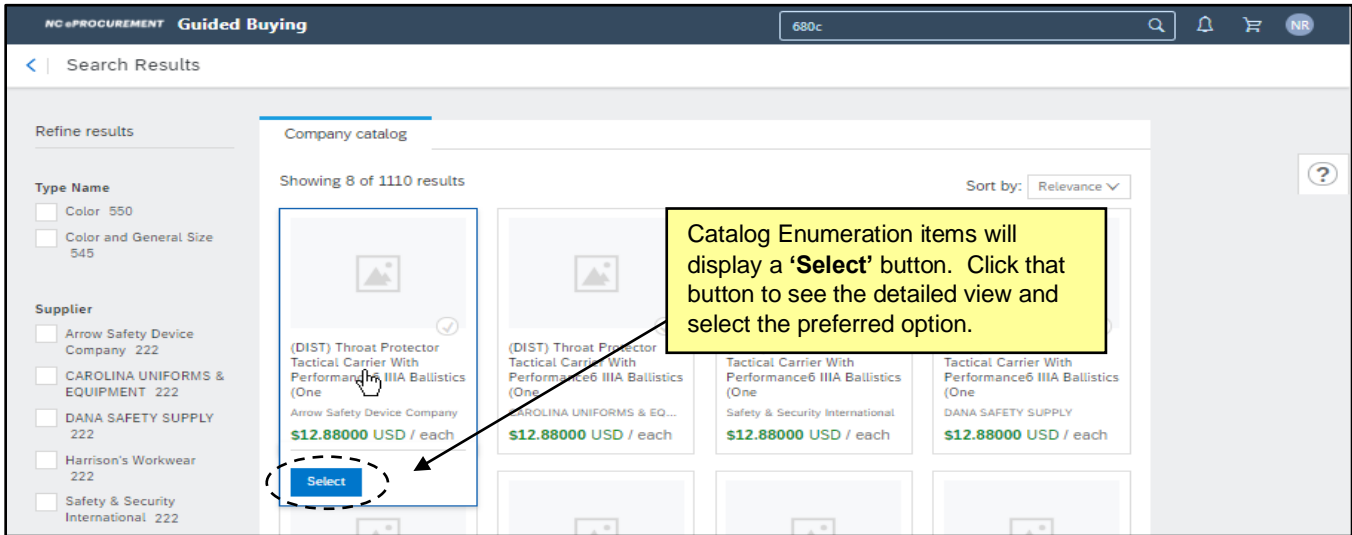 NC ePROCUREMENT Guided Buying
680c
NR
< | Search Results
Refine results
Type Name
Color 550
Color and General Size
545
Supplier
Arrow Safety Device
Company 222
CAROLINA UNIFORMS &
EQUIPMENT 222
DANA SAFETY SUPPLY
222
Harrison's Workwear
222
Safety & Security
International 222
Company catalog
Showing 8 of 1110 results
Sort by: Relevance
?
Catalog Enumeration items will
display a ‘Select’ button. Click that
button to see the detailed view and
select the preferred option.
(DIST) Throat Protector
Tactical Carrier With
Performance6 IIIA Ballistics
(One
Arrow Safety Device Company
$12.88000 USD / each
Select
(DIST) Throat Protector
Tactical Carrier With
Performance6 IIIA Ballistics
(One
CAROLINA UNIFORMS & EQ...
$12.88000 USD / each
Tactical Carrier With
Performance6 IIIA Ballistics
(One
Safety & Security International
$12.88000 USD / each
Tactical Carrier With
Performance6 IIIA Ballistics
(One
DANA SAFETY SUPPLY
$12.88000 USD / each